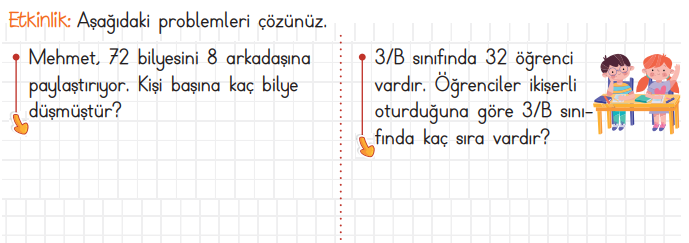 Etkinlik: Aşağıdaki problemleri çözünüz.
Mehmet, 72 bilyesini 8 arkadaşına
paylaştırıyor. Kişi başına kaç bilye
düşmüştür?
3/B sınıfında 32 öğrenci
vardır. Öğrenciler ikişerli
oturduğuna göre 3/B sını-
fında kaç sıra vardır?